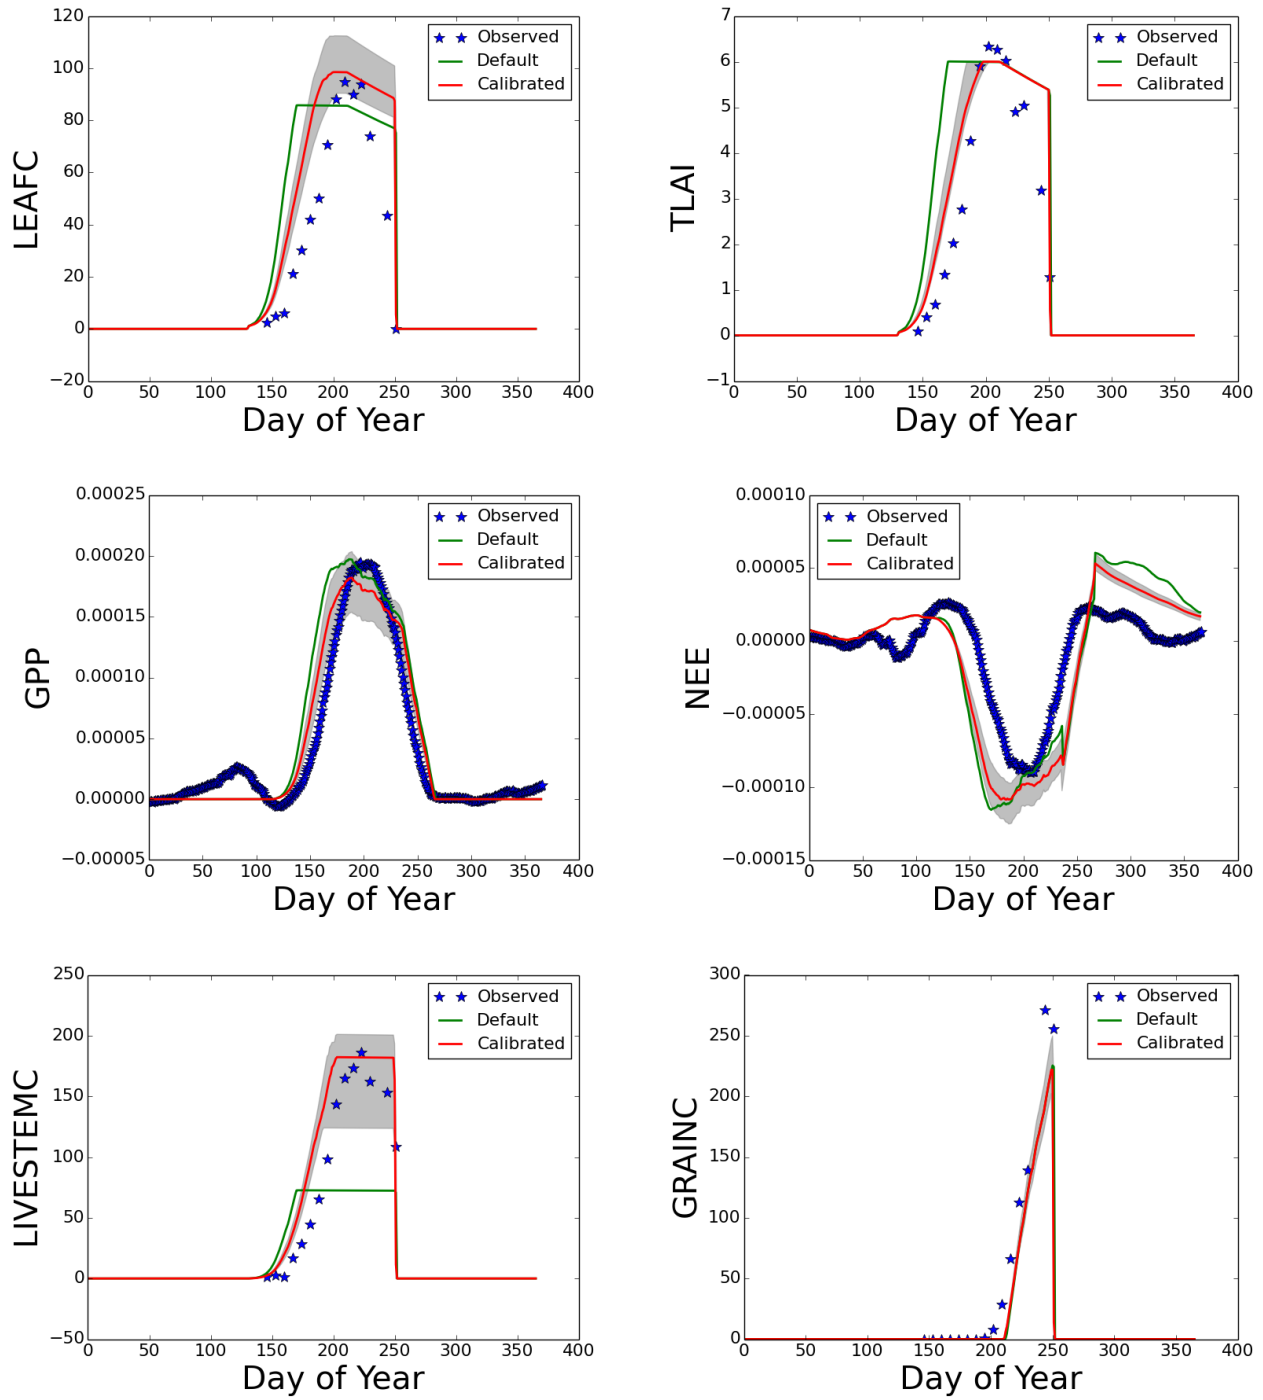 120
100
80
60
40
20
0
−20
LEAFC
Observed
Default
Calibrated
0 50 100 150 200 250 300 350 400
Day of Year
7
6
5
4
3
2
1
0
−1
TLAI
Observed
Default
Calibrated
0 50 100 150 200 250 300 350 400
Day of Year
0.00025
0.00020
0.00015
0.00010
0.00005
0.00000
−0.00005
GPP
Observed
Default
Calibrated
0 50 100 150 200 250 300 350 400
Day of Year
0.00010
0.00005
0.00000
−0.00005
−0.00010
−0.00015
NEE
Observed
Default
Calibrated
0 50 100 150 200 250 300 350 400
Day of Year
250
200
150
100
50
0
−50
LIVESTEMC
Observed
Default
Calibrated
0 50 100 150 200 250 300 350 400
Day of Year
300
250
200
150
100
50
0
GRAINC
Observed
Default
Calibrated
0 50 100 150 200 250 300 350 400
Day of Year